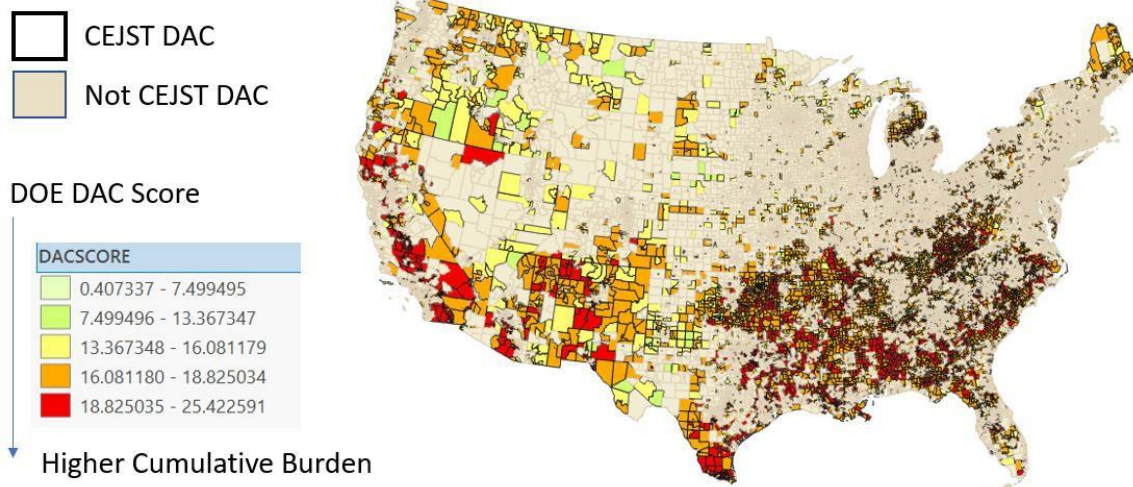 CEJST DAC
Not CEJST DAC
DOE DAC Score
DACSCORE
0.407337 - 7.499495
7.499496 - 13.367347
13.367348 - 16.081179
16.081180 - 18.825034
18.825035 - 25.422591
Higher Cumulative Burden